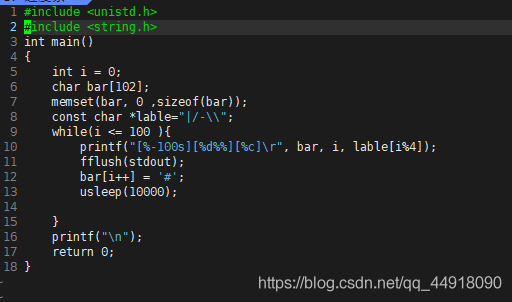 1 #include <unistd.h>
2 #include <string.h>
3 int main()
4 {
5     int i = 0;
6     char bar[102];
7     memset(bar, 0 ,sizeof(bar));
8     const char *lable="|/-\\";
9     while(i <= 100 ){
10         printf("[%-100s][%d%%][%c]\r", bar, i, lable[i%4]);
11         fflush(stdout);
12         bar[i++] = '#';
13         usleep(10000);
14
15     }
16     printf("\n");
17     return 0;
18 }
https://blog.csdn.net/qq_44918090